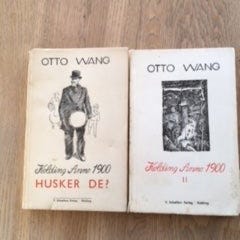 OTTO WANG
Kolding Anno 1900
HUSKER DE?
OTTO WANG
Kolding Anno 1900
II